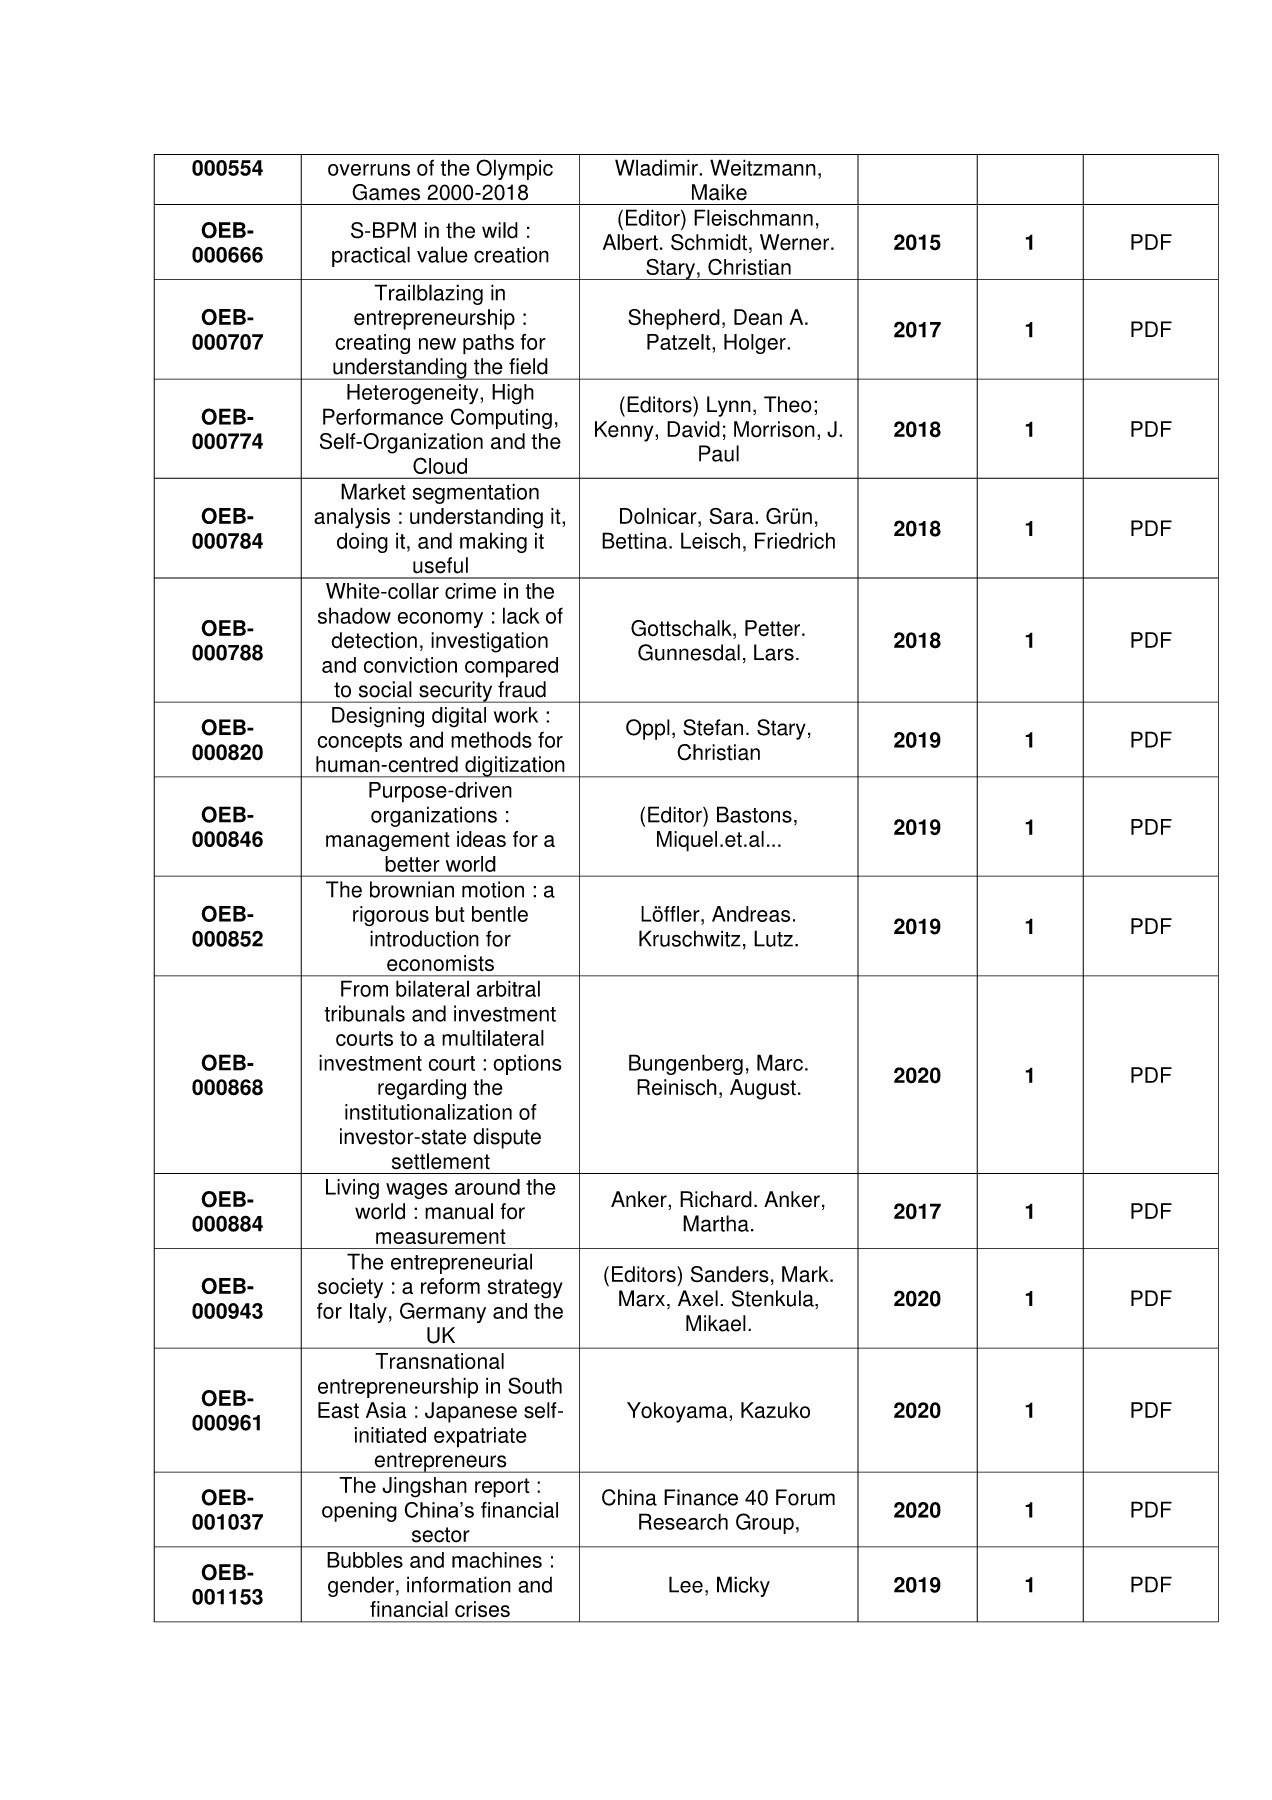 000554
overruns of the Olympic
Games 2000-2018
Wladimir. Weitzmann,
Maike
OEB-
000666
S-BPM in the wild :
practical value creation
(Editor) Fleischmann,
Albert. Schmidt, Werner.
Stary, Christian
2015
1
PDF
OEB-
000707
Trailblazing in
entrepreneurship :
creating new paths for
understanding the field
Shepherd, Dean A.
Patzelt, Holger.
2017
1
PDF
OEB-
000774
Heterogeneity, High
Performance Computing,
Self-Organization and the
Cloud
(Editors) Lynn, Theo;
Kenny, David; Morrison, J.
Paul
2018
1
PDF
OEB-
000784
Market segmentation
analysis : understanding it,
doing it, and making it
useful
Dolnicar, Sara. Grün,
Bettina. Leisch, Friedrich
2018
1
PDF
OEB-
000788
White-collar crime in the
shadow economy : lack of
detection, investigation
and conviction compared
to social security fraud
Gottschalk, Petter.
Gunnesdal, Lars.
2018
1
PDF
OEB-
000820
Designing digital work :
concepts and methods for
human-centred digitization
Oppl, Stefan. Stary,
Christian
2019
1
PDF
OEB-
000846
Purpose-driven
organizations :
management ideas for a
better world
(Editor) Bastons,
Miquel.et.al...
2019
1
PDF
OEB-
000852
The brownian motion : a
rigorous but bentle
introduction for
economists
Löffler, Andreas.
Kruschwitz, Lutz.
2019
1
PDF
OEB-
000868
From bilateral arbitral
tribunals and investment
courts to a multilateral
investment court : options
regarding the
institutionalization of
investor-state dispute
settlement
Bungenberg, Marc.
Reinisch, August.
2020
1
PDF
OEB-
000884
Living wages around the
world : manual for
measurement
Anker, Richard. Anker,
Martha.
2017
1
PDF
OEB-
000943
The entrepreneurial
society : a reform strategy
for Italy, Germany and the
UK
(Editors) Sanders, Mark.
Marx, Axel. Stenkula,
Mikael.
2020
1
PDF
OEB-
000961
Transnational
entrepreneurship in South
East Asia : Japanese self-
initiated expatriate
entrepreneurs
Yokoyama, Kazuko
2020
1
PDF
OEB-
001037
The Jingshan report :
opening China's financial
sector
China Finance 40 Forum
Research Group,
2020
1
PDF
OEB-
001153
Bubbles and machines :
gender, information and
financial crises
Lee, Micky
2019
1
PDF